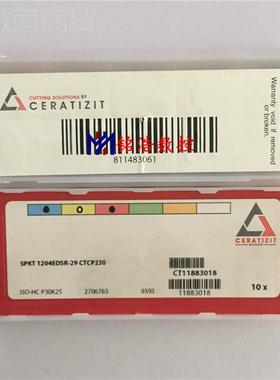 CUTTING SOLUTIONS BY
CERATIZIT
Warranty void if removed
or broken.
铭浩数控
811483061
CERATIZIT
GROUP
SPKT 1204EDSR-29 CTCP230
CT11883018
ISO-HC P30K25 2706763 9393 11883018 10 x